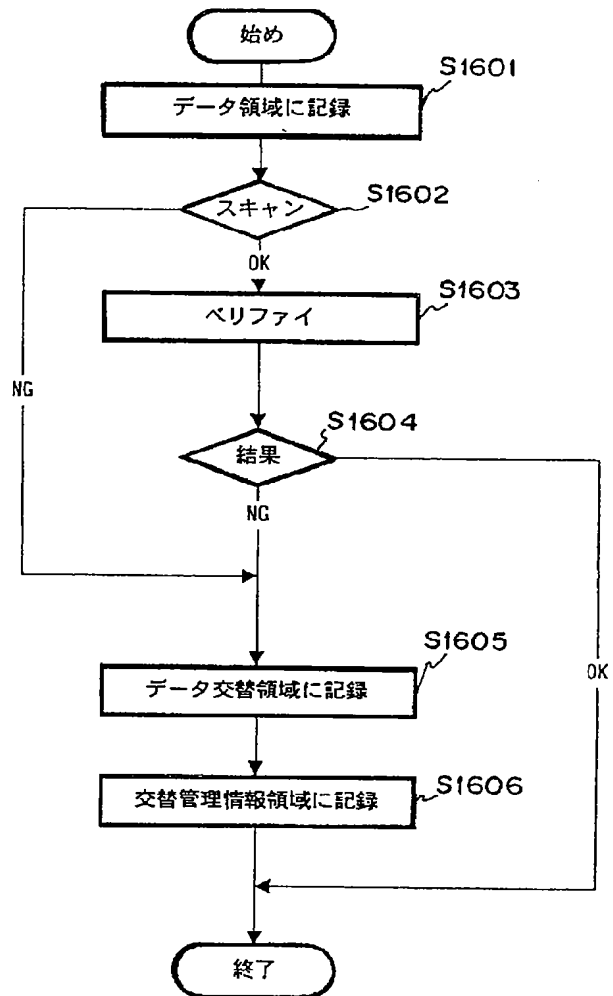 始め
S1601
データ領域に記録
スキャン
S1602
OK
S1603
ベリファイ
NG
S1604
結果
NG
S1605
データ交替領域に記録
OK
S1606
交替管理情報領域に記録
終了